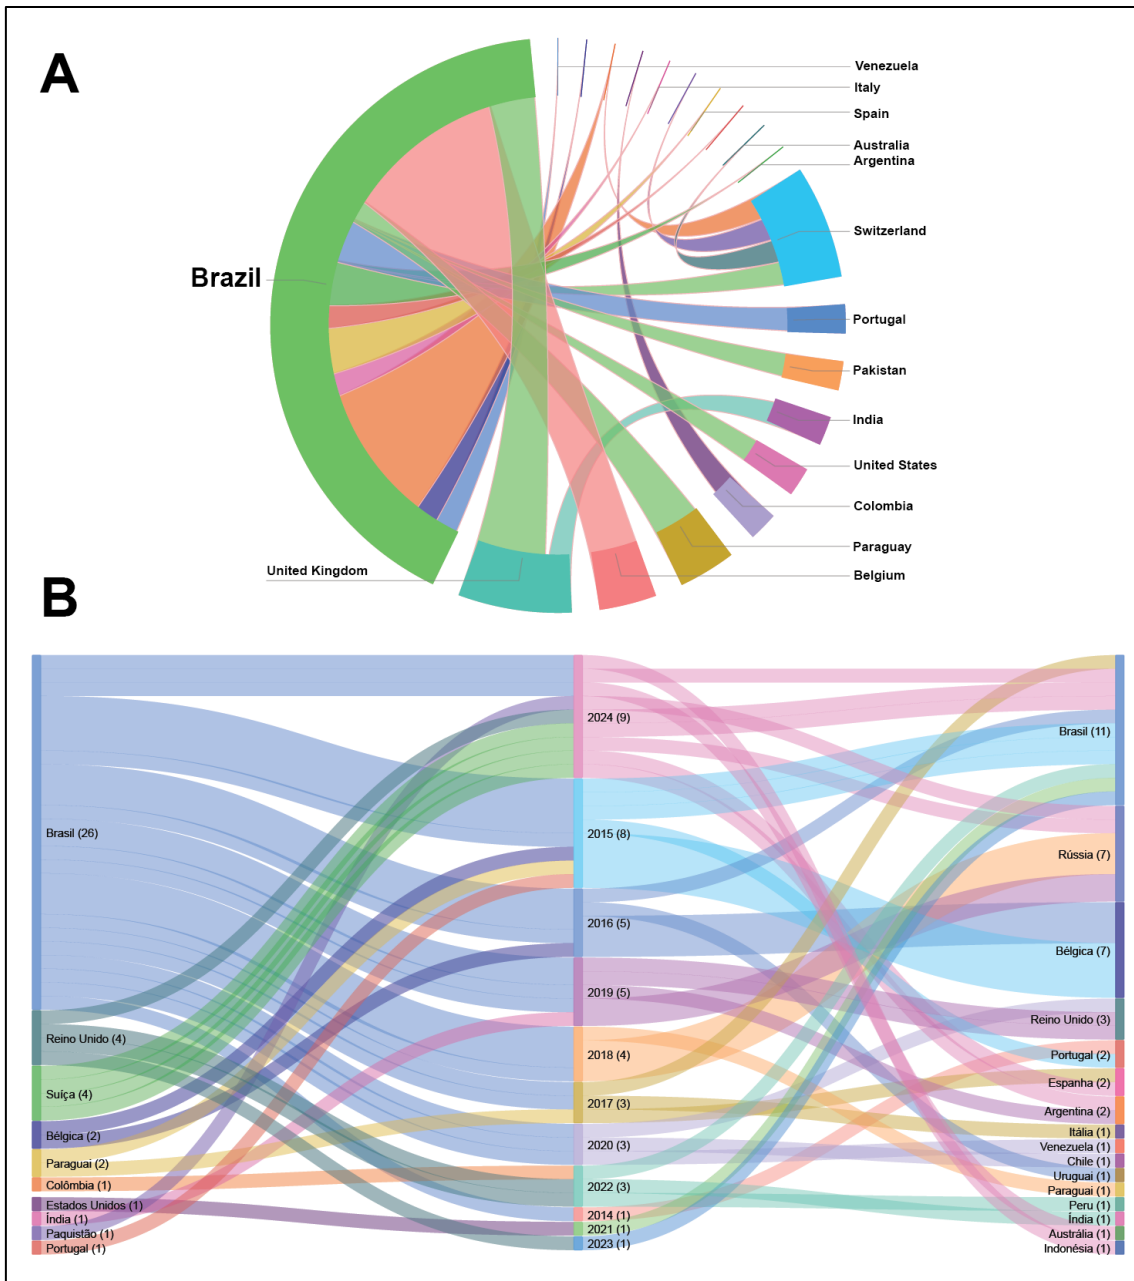 A
Venezuela
Italy
Spain
Australia
Argentina
Switzerland
Brazil
Portugal
Pakistan
India
United States
Colombia
Paraguay
United Kingdom
Belgium
B
Brasil (26)
Reino Unido (4)
Suíça (4)
Bélgica (2)
Paraguai (2)
Colômbia (1)
Estados Unidos (1)
Índia (1)
Paquistão (1)
Portugal (1)
2024 (9)
2015 (8)
2016 (5)
2019 (5)
2018 (4)
2017 (3)
2020 (3)
2022 (3)
2014 (1)
2021 (1)
2023 (1)
Brasil (11)
Rússia (7)
Bélgica (7)
Reino Unido (3)
Portugal (2)
Espanha (2)
Argentina (2)
Itália (1)
Venezuela (1)
Chile (1)
Uruguai (1)
Paraguai (1)
Peru (1)
Índia (1)
Austrália (1)
Indonésia (1)